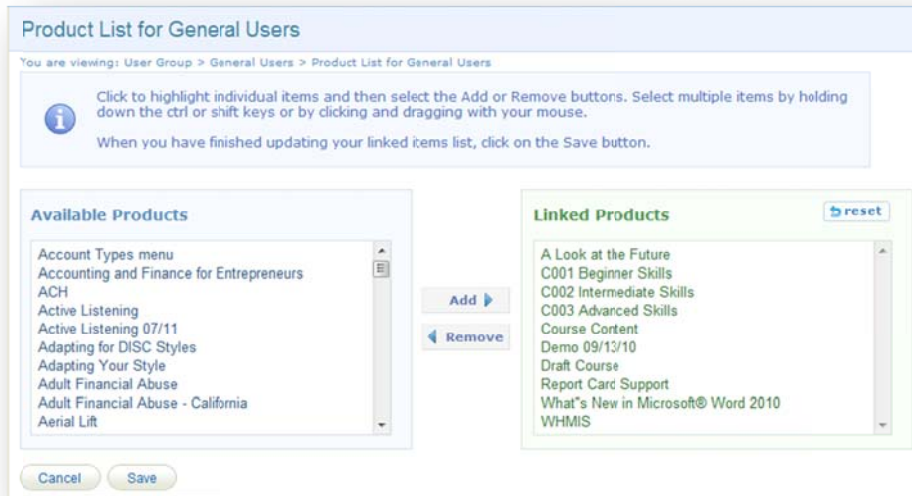 Product List for General Users
You are viewing: User Group > General Users > Product List for General Users
Click to highlight individual items and then select the Add or Remove buttons. Select multiple items by holding
down the ctrl or shift keys or by clicking and dragging with your mouse.
When you have finished updating your linked items list, click on the Save button.
Available Products
Account Types menu
Accounting and Finance for Entrepreneurs
ACH
Active Listening
Active Listening 07/11
Adapting for DISC Styles
Adapting Your Style
Adult Financial Abuse
Adult Financial Abuse - California
Aerial Lift
Add
Remove
Linked Products
reset
A Look at the Future
C001 Beginner Skills
C002 Intermediate Skills
C003 Advanced Skills
Course Content
Demo 09/13/10
Draft Course
Report Card Support
What"s New in Microsoft® Word 2010
WHMIS
Cancel
Save